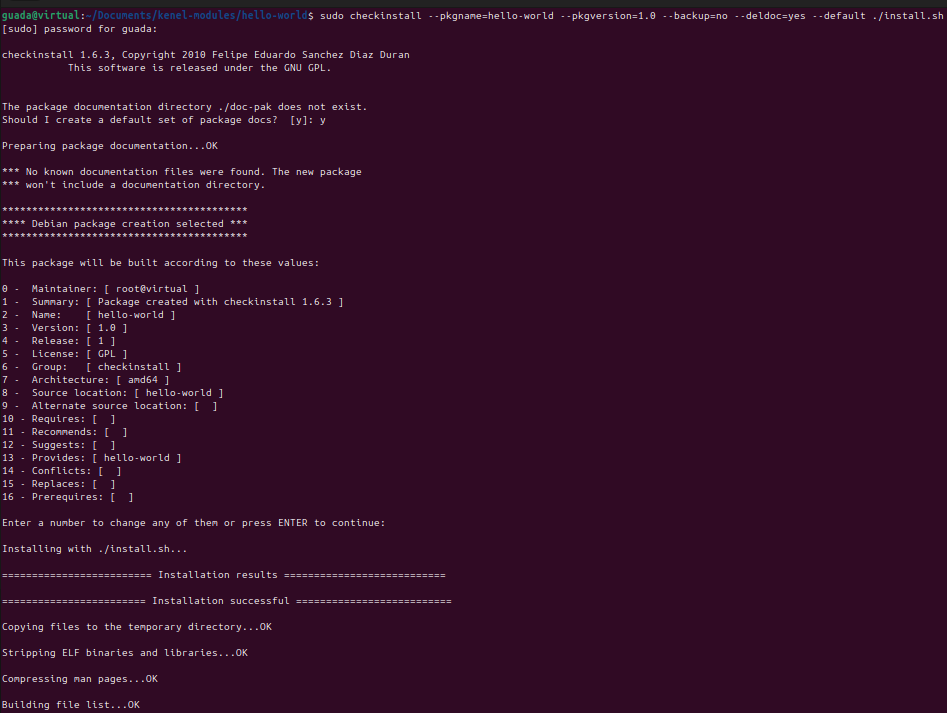 guada@virtual:~/Documents/kenel-modules/hello-world$ sudo checkinstall --pkgname=hello-world --pkgversion=1.0 --backup=no --deldoc=yes --default ./install.sh
[sudo] password for guada:
checkinstall 1.6.3, Copyright 2010 Felipe Eduardo Sanchez Diaz Duran
This software is released under the GNU GPL.
The package documentation directory ./doc-pak does not exist.
Should I create a default set of package docs?  [y]: y
Preparing package documentation...OK
*** No known documentation files were found. The new package
*** won't include a documentation directory.
*****************************************
**** Debian package creation selected ***
*****************************************
This package will be built according to these values:
0 -  Maintainer: [ root@virtual ]
1 -  Summary: [ Package created with checkinstall 1.6.3 ]
2 -  Name:    [ hello-world ]
3 -  Version: [ 1.0 ]
4 -  Release: [ 1 ]
5 -  License: [ GPL ]
6 -  Group:   [ checkinstall ]
7 -  Architecture: [ amd64 ]
8 -  Source location: [ hello-world ]
9 -  Alternate source location: [  ]
10 - Requires: [  ]
11 - Recommends: [  ]
12 - Suggests: [  ]
13 - Provides: [ hello-world ]
14 - Conflicts: [  ]
15 - Replaces: [  ]
16 - Prerequires: [  ]
Enter a number to change any of them or press ENTER to continue:
Installing with ./install.sh...
========================= Installation results ===========================
======================== Installation successful ==========================
Copying files to the temporary directory...OK
Stripping ELF binaries and libraries...OK
Compressing man pages...OK
Building file list...OK